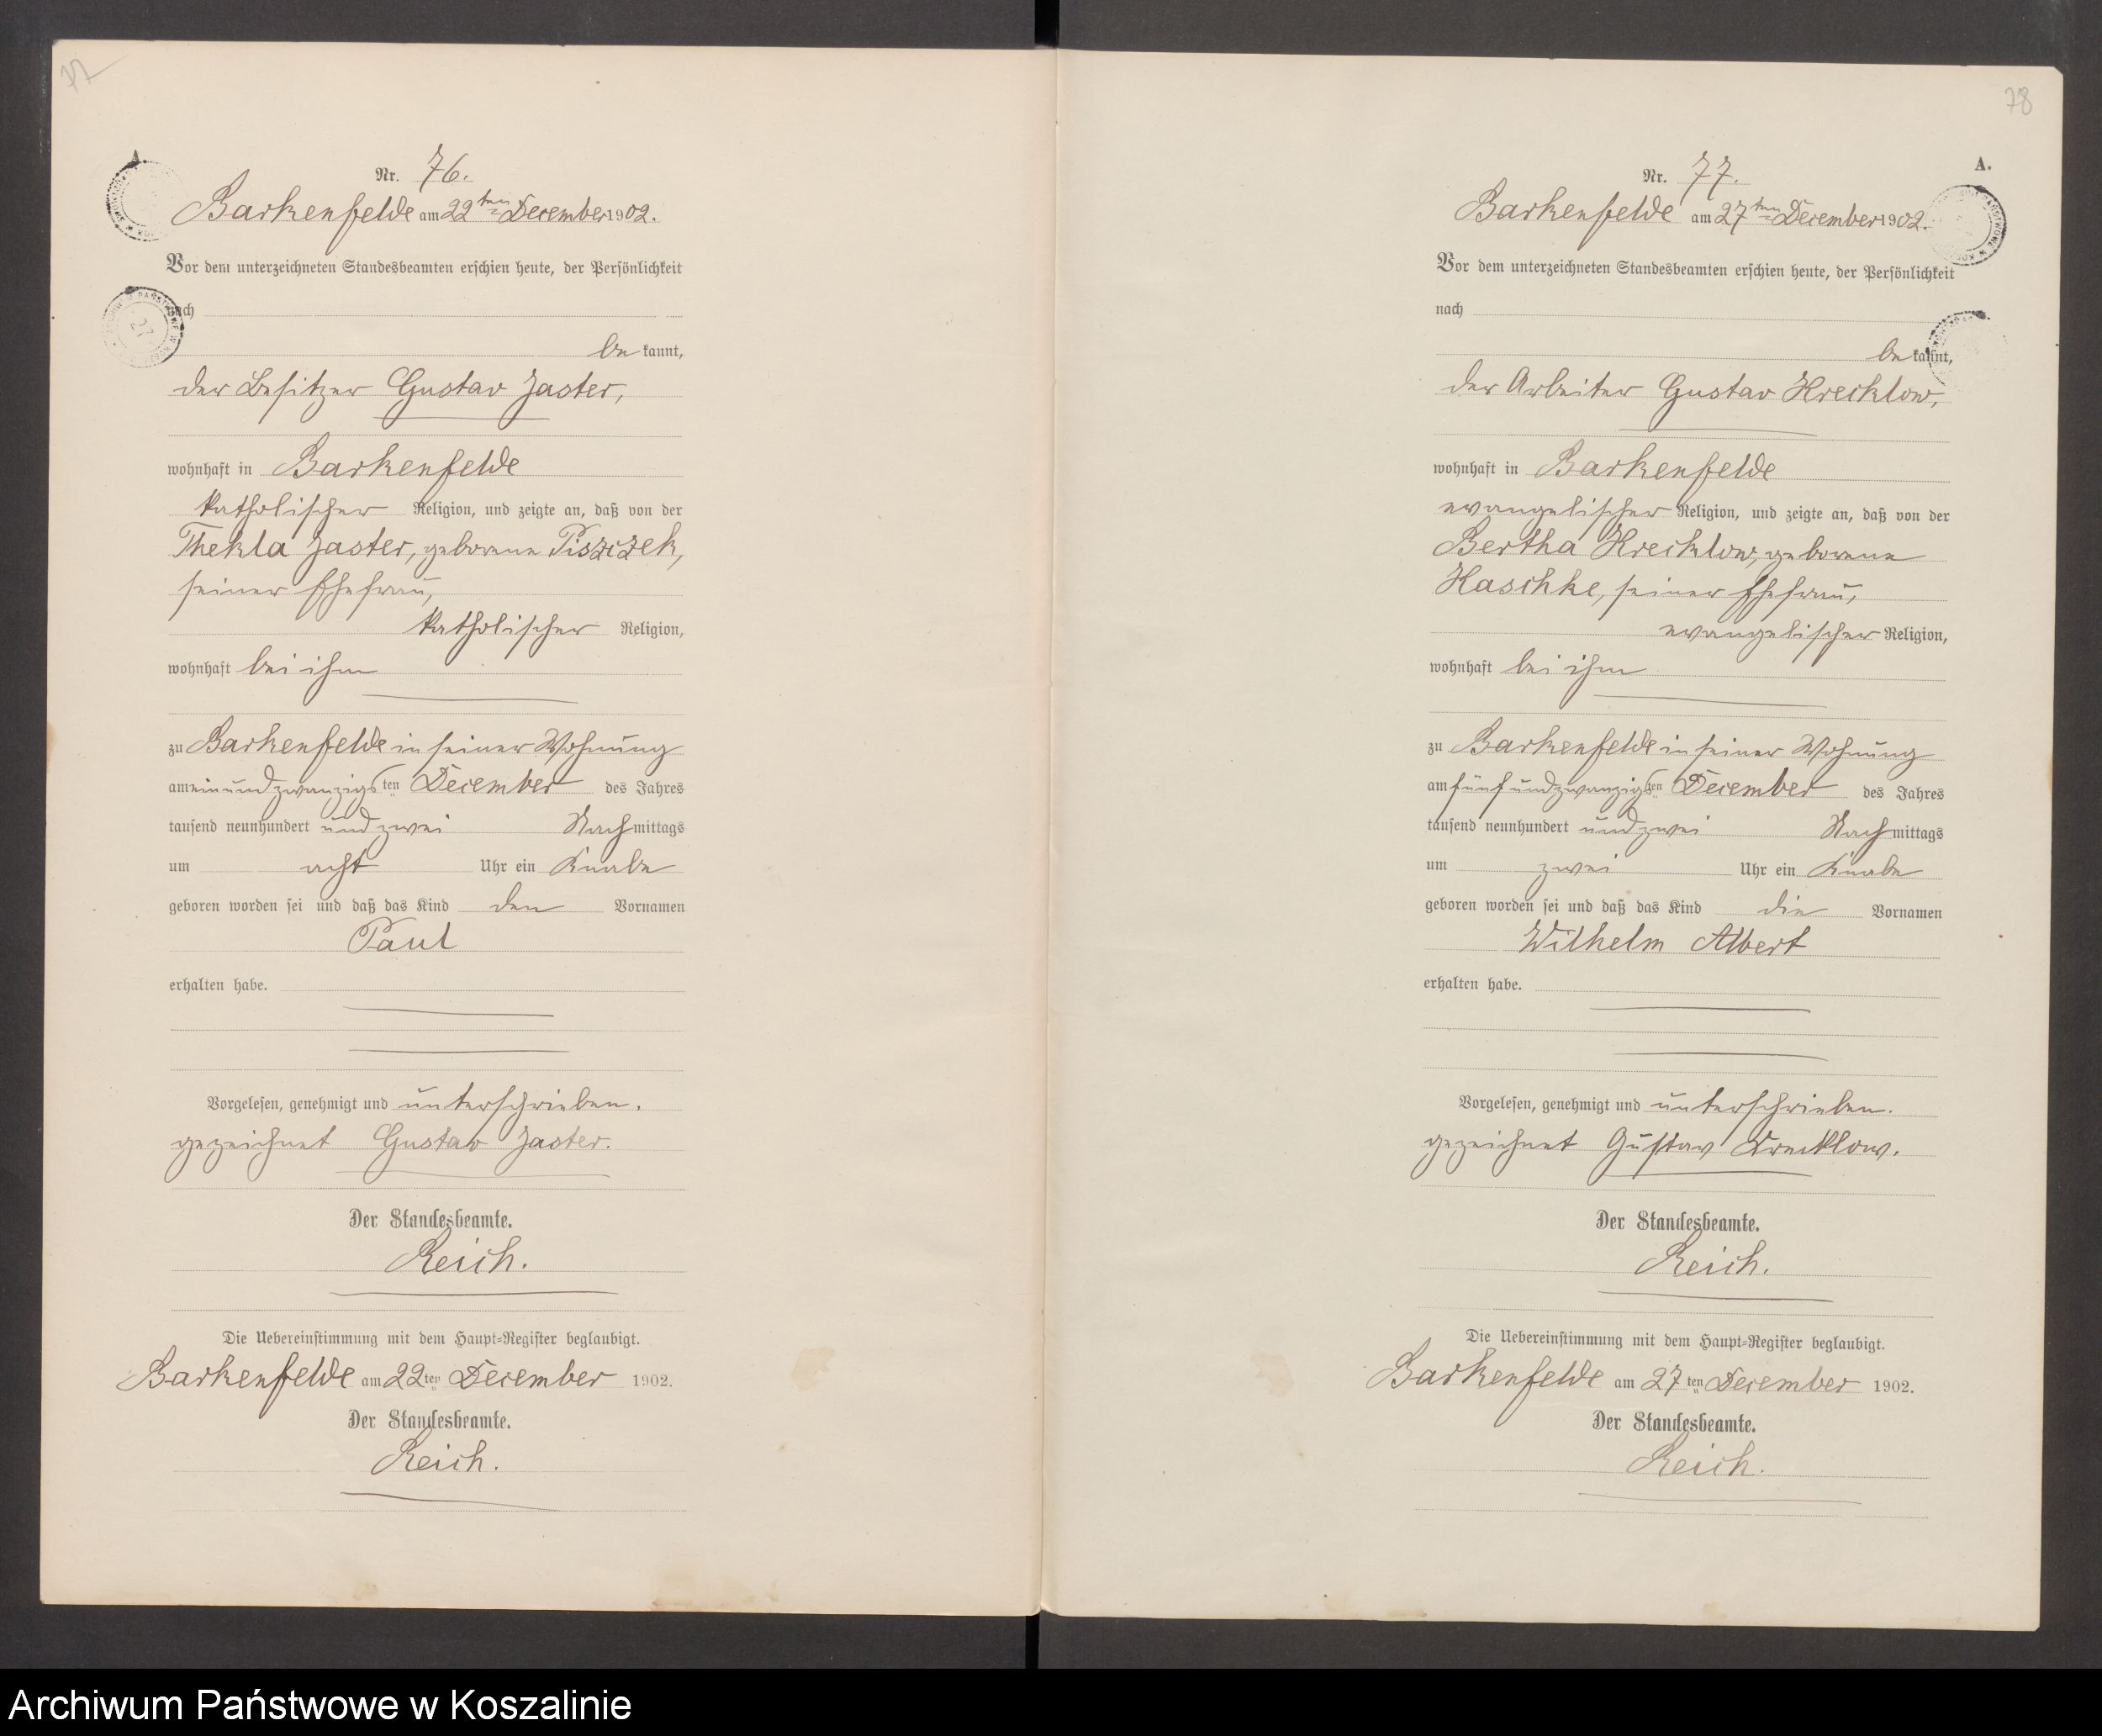 77
A.
Nr. 76.
Barkenfelde am 22ten December 1902.
Vor dem unterzeichneten Standesbeamten erschien heute, der Persönlichkeit
nach
be kannt,
der Besitzer Gustav Jaster,
wohnhaft in Barkenfelde
katholischer Religion, und zeigte an, daß von der
Thekla Jaster, geborene Piszizek,
seiner Ehefrau,
katholischer Religion,
wohnhaft bei ihm
zu Barkenfelde in seiner Wohnung
am einundzwanzigsten December des Jahres
tausend neunhundert und zwei Nachmittags
um acht Uhr ein Knabe
geboren worden sei und daß das Kind den Vornamen
Paul
erhalten habe.
Vorgelesen, genehmigt und unterschrieben.
gezeichnet Gustav Jaster.
Der Standesbeamte.
Reich.
Die Uebereinstimmung mit dem Haupt-Register beglaubigt.
Barkenfelde am 22ten December 1902.
Der Standesbeamte.
Reich.
78
A.
Nr. 77.
Barkenfelde am 27ten December 1902.
Vor dem unterzeichneten Standesbeamten erschien heute, der Persönlichkeit
nach
be kannt,
der Arbeiter Gustav Krecklow,
wohnhaft in Barkenfelde
evangelischer Religion, und zeigte an, daß von der
Bertha Krecklow, geborene
Kaschke, seiner Ehefrau,
evangelischer Religion,
wohnhaft bei ihm
zu Barkenfelde in seiner Wohnung
am fünfundzwanzigsten December des Jahres
tausend neunhundert und zwei Nachmittags
um zwei Uhr ein Knabe
geboren worden sei und daß das Kind die Vornamen
Wilhelm Albert
erhalten habe.
Vorgelesen, genehmigt und unterschrieben.
gezeichnet Gustav Krecklow.
Der Standesbeamte.
Reich.
Die Uebereinstimmung mit dem Haupt-Register beglaubigt.
Barkenfelde am 27ten December 1902.
Der Standesbeamte.
Reich.
Archiwum Państwowe w Koszalinie